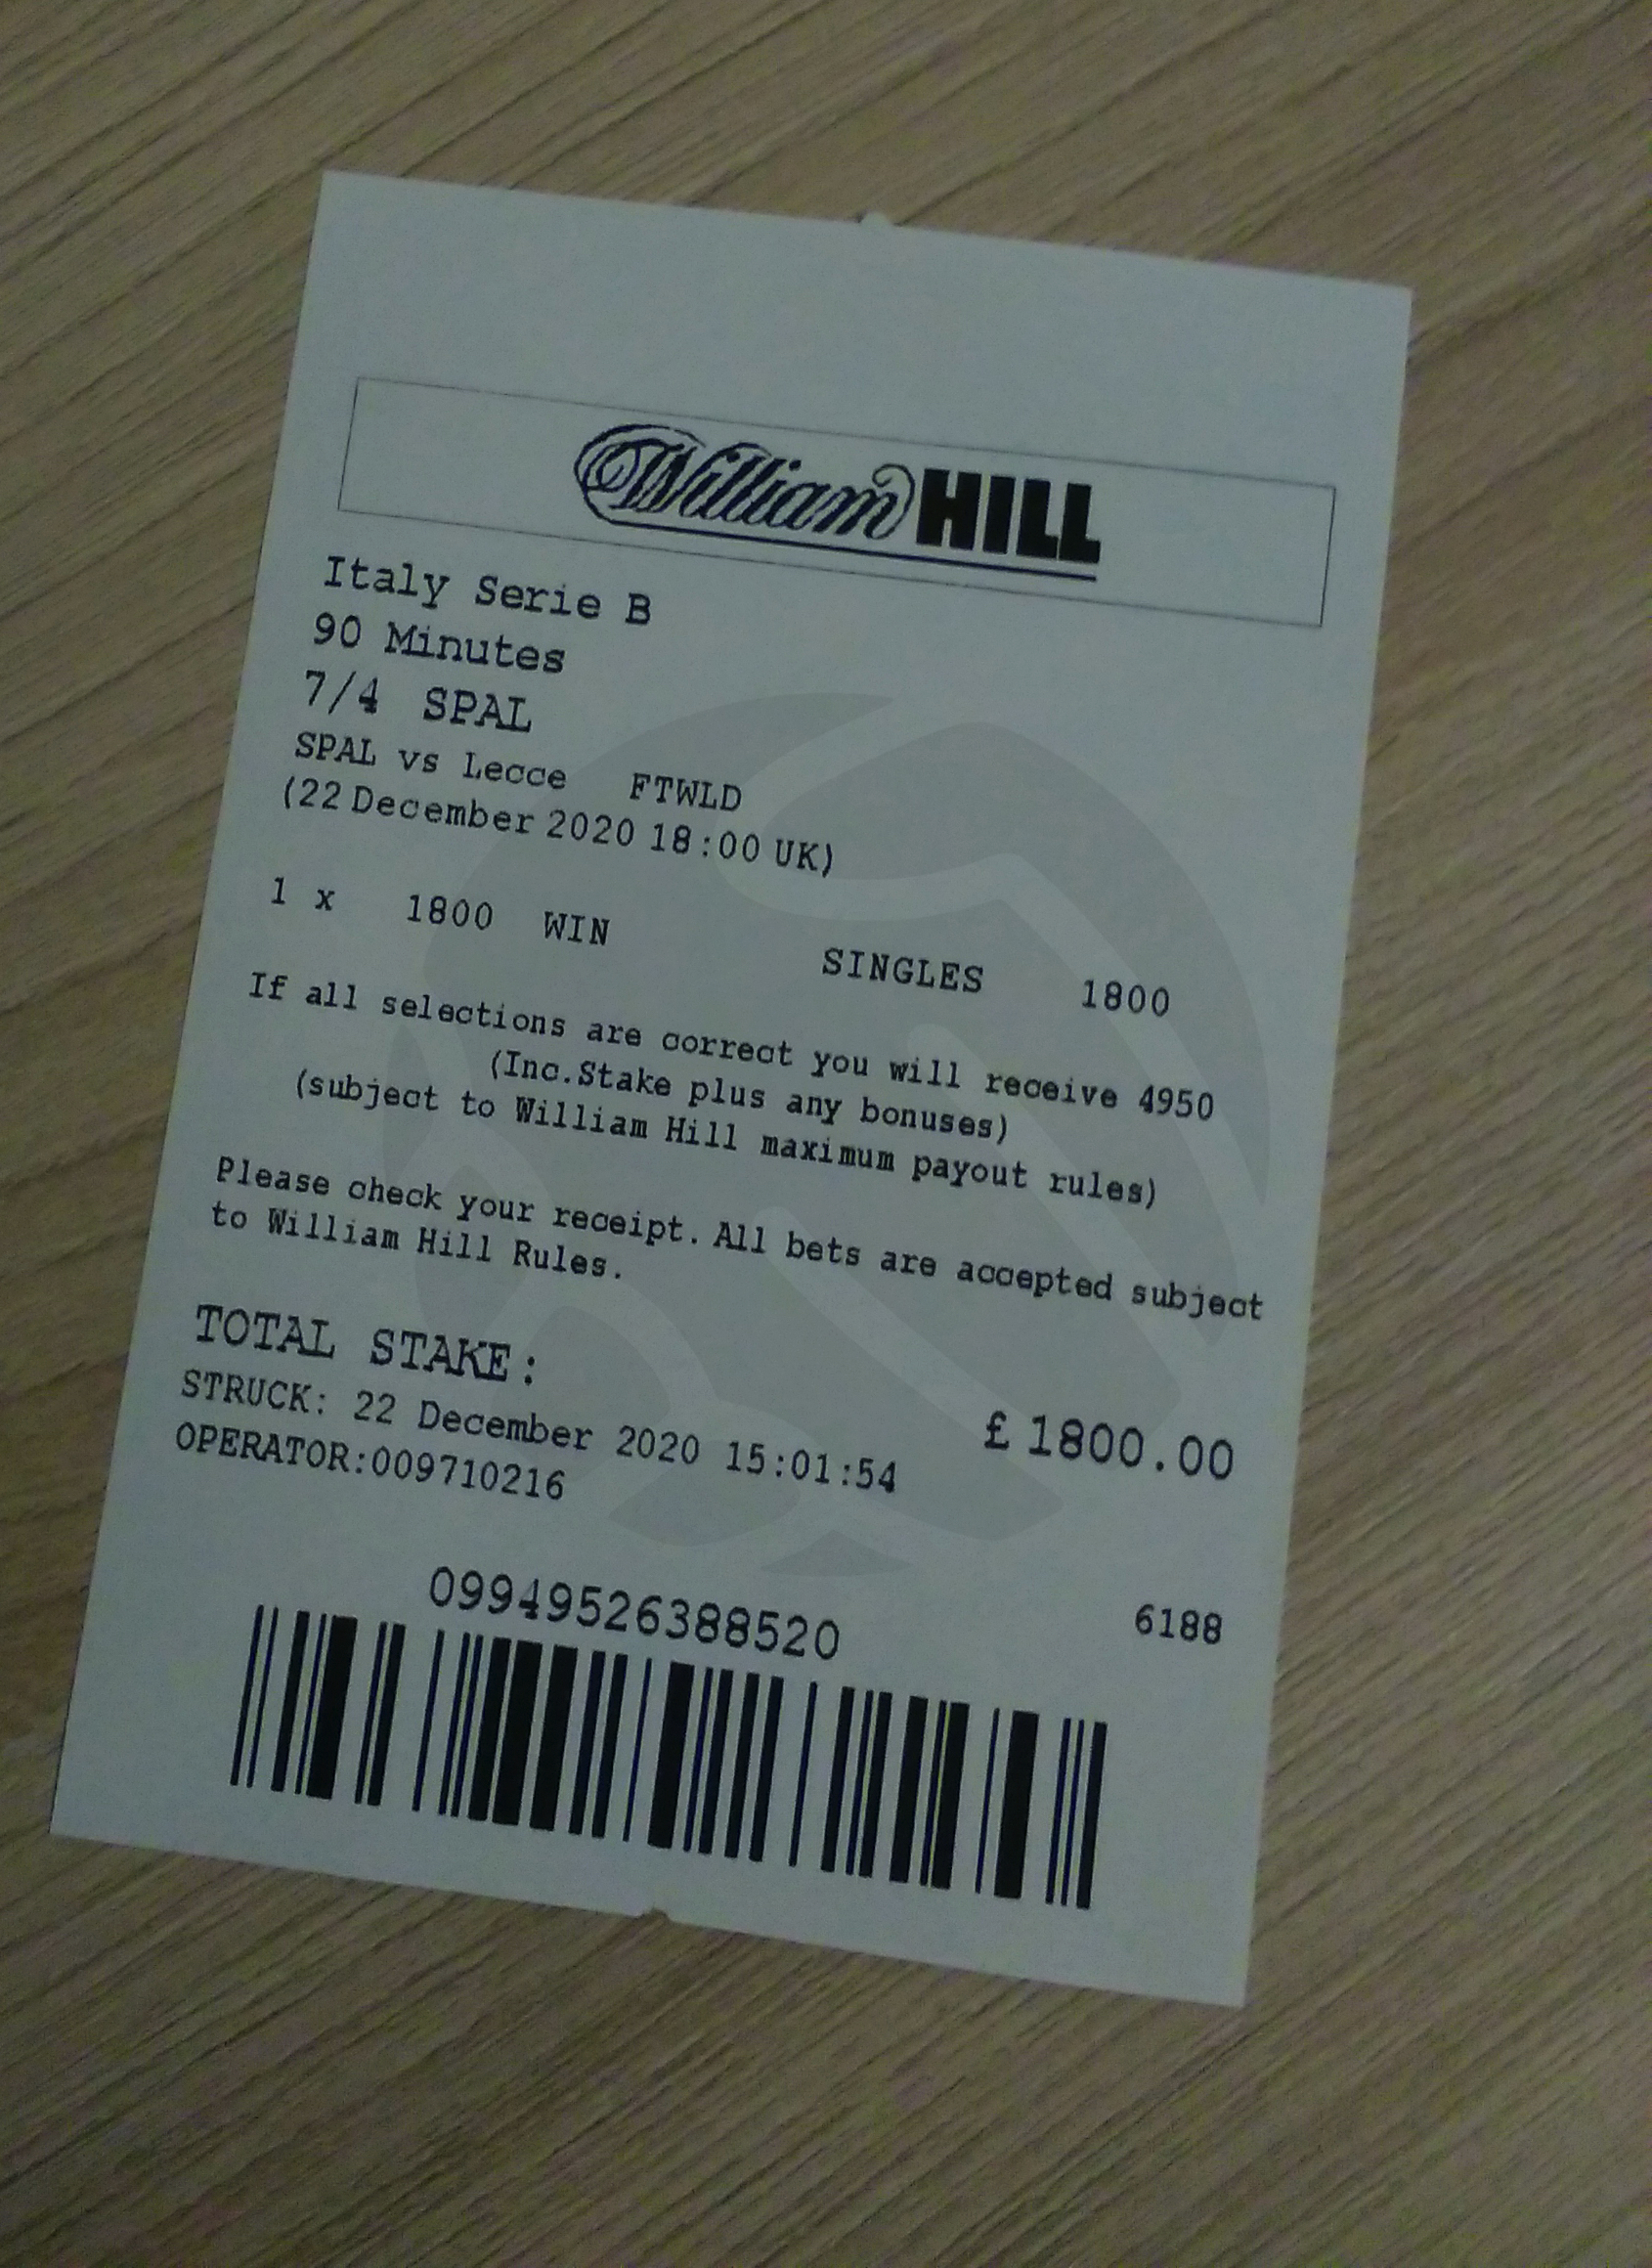 William HILL
Italy Serie B
90 Minutes
7/4 SPAL
SPAL vs Lecce FTWLD
(22 December 2020 18:00 UK)
1 x 1800 WIN SINGLES 1800
If all selections are correct you will receive 4950
(Inc.Stake plus any bonuses)
(subject to William Hill maximum payout rules)
Please check your receipt. All bets are accepted subject
to William Hill Rules.
TOTAL STAKE: £ 1800.00
STRUCK: 22 December 2020 15:01:54
OPERATOR:009710216
09949526388520 6188